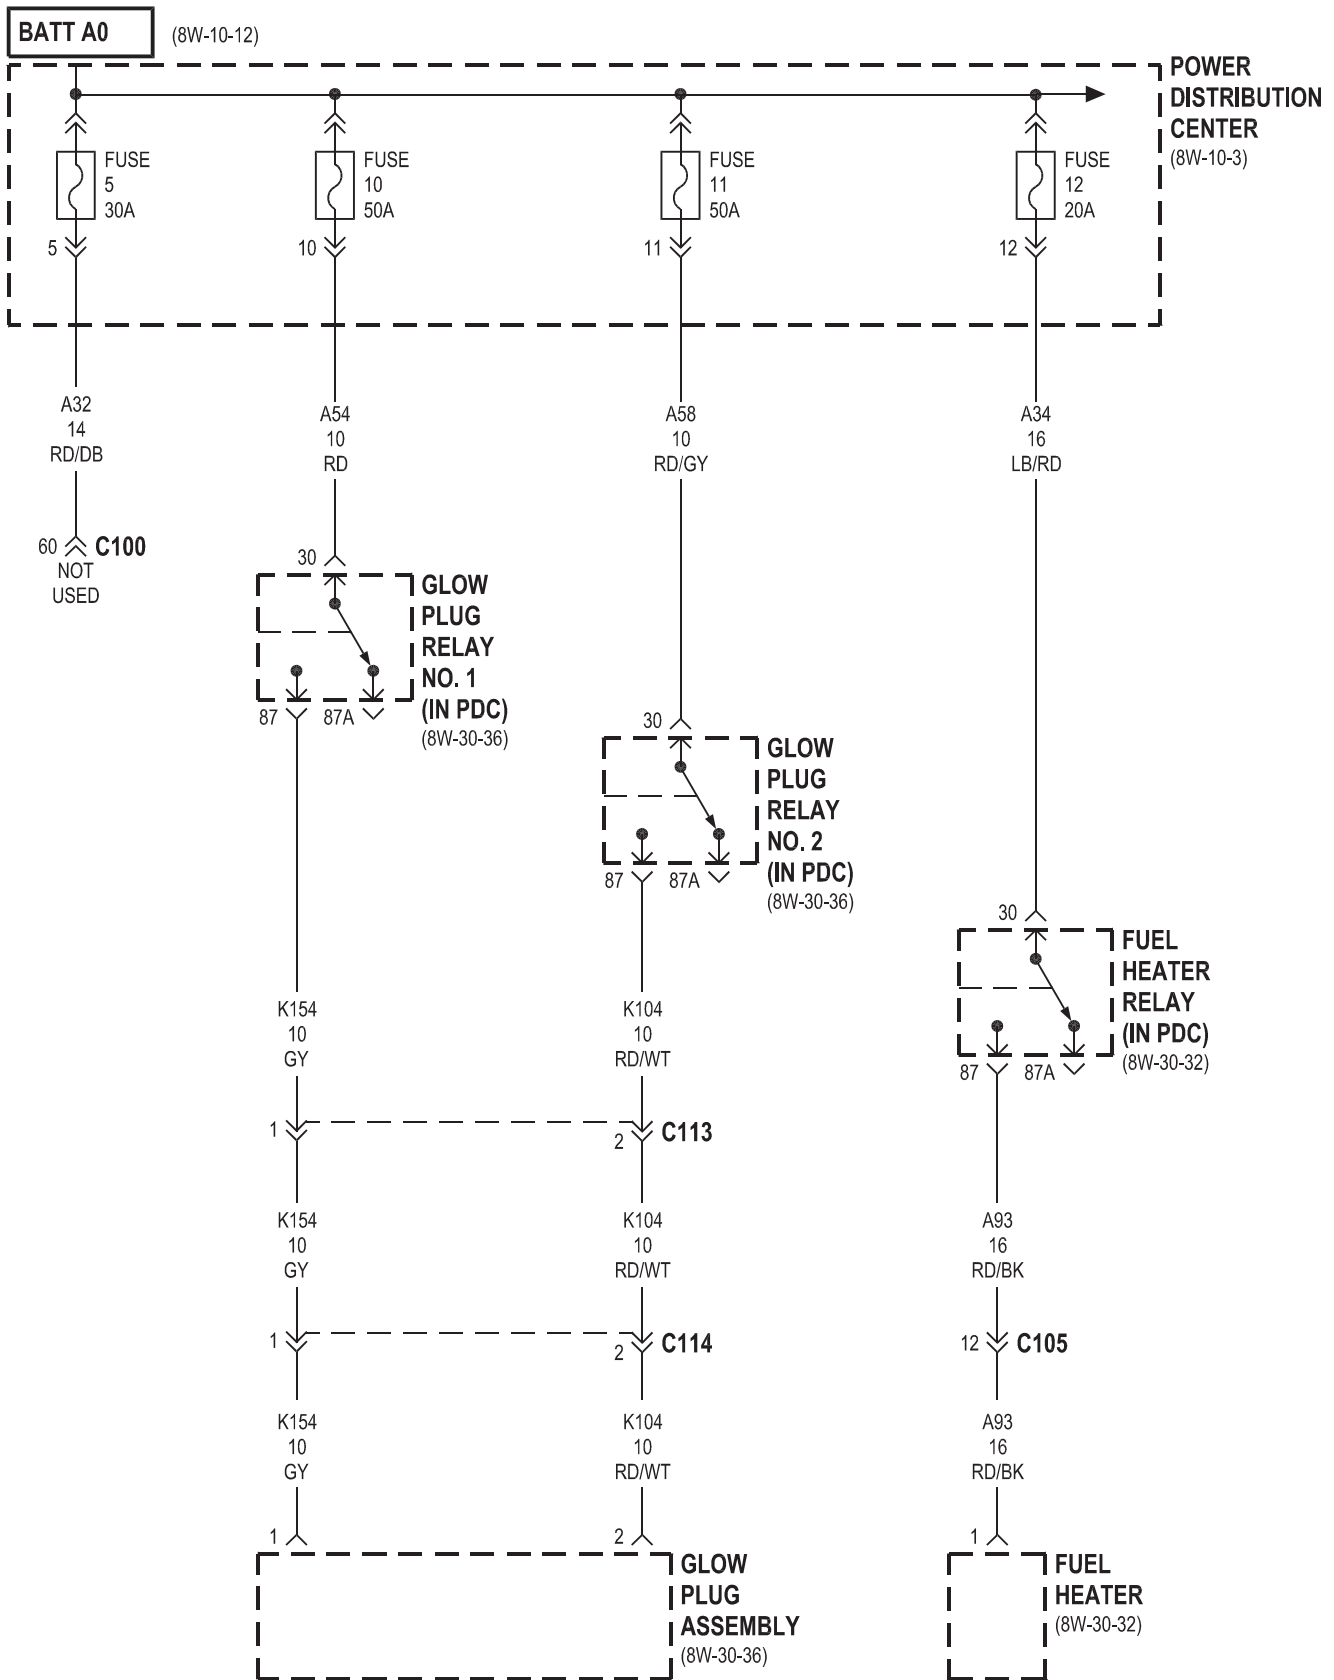 BATT A0
(8W-10-12)
POWER
DISTRIBUTION
CENTER
(8W-10-3)
FUSE
5
30A
FUSE
10
50A
FUSE
11
50A
FUSE
12
20A
5
10
11
12
A32
14
RD/DB
A54
10
RD
A58
10
RD/GY
A34
16
LB/RD
60
C100
NOT
USED
30
GLOW
PLUG
RELAY
NO. 1
(IN PDC)
(8W-30-36)
87
87A
30
GLOW
PLUG
RELAY
NO. 2
(IN PDC)
(8W-30-36)
87
87A
30
FUEL
HEATER
RELAY
(IN PDC)
(8W-30-32)
87
87A
K154
10
GY
K104
10
RD/WT
1
2
C113
K154
10
GY
K104
10
RD/WT
A93
16
RD/BK
1
2
C114
12
C105
K154
10
GY
K104
10
RD/WT
A93
16
RD/BK
1
2
1
GLOW
PLUG
ASSEMBLY
(8W-30-36)
FUEL
HEATER
(8W-30-32)